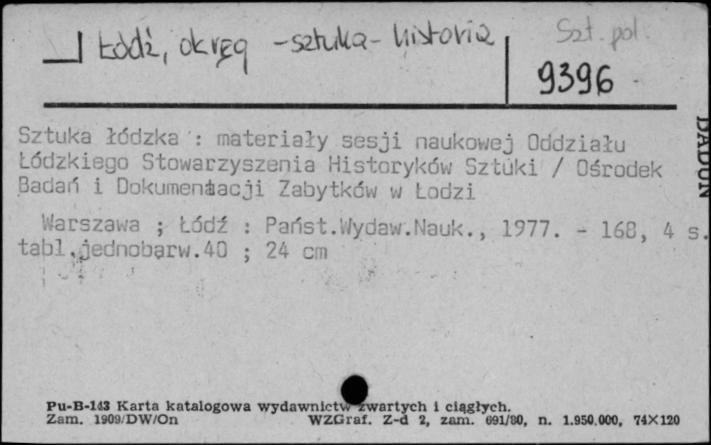 Łódź, okręg - sztuka - historia
Szt. pol.
9396
Sztuka łódzka : materiały sesji naukowej Oddziału
Łódzkiego Stowarzyszenia Historyków Sztuki / Ośrodek
Badań i Dokumentacji Zabytków w Łodzi
Warszawa ; Łódź : Państ.Wydaw.Nauk., 1977. - 168, 4 s.
tabl.jednobarw.40 ; 24 cm
Pu-B-143 Karta katalogowa wydawnictw zwartych i ciągłych.
Zam. 1909/DW/On WZGraf. Z-d 2, zam. 691/80, n. 1.950.000, 74×120